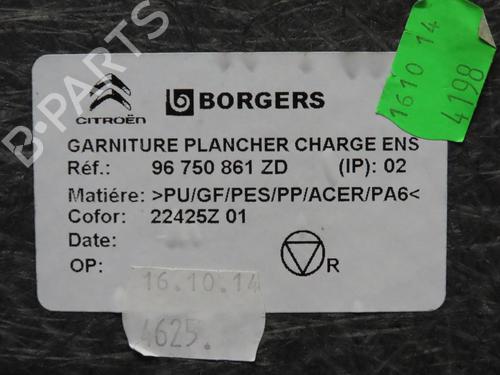 B-PARTS
CITROËN
BORGERS
GARNITURE PLANCHER CHARGE ENS
Réf.: 96 750 861 ZD (IP): 02
Matiére: >PU/GF/PES/PP/ACER/PA6<
Cofor: 22425Z 01
Date:
OP:
R
16.10.14
4625.
1610 14
4198